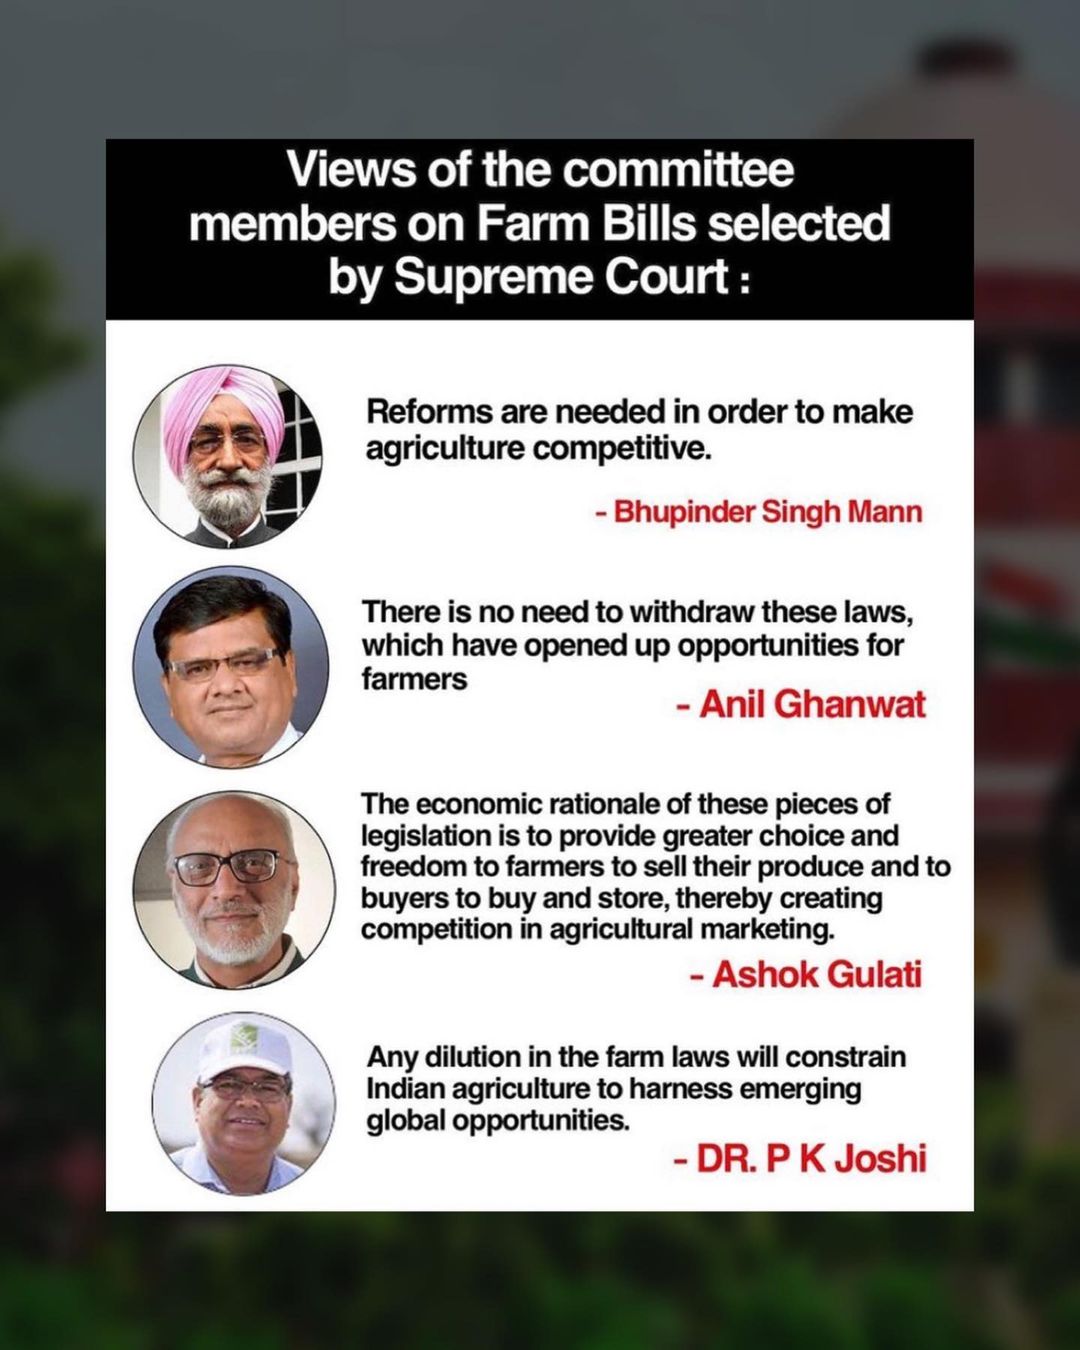 Views of the committee
members on Farm Bills selected
by Supreme Court :
Reforms are needed in order to make
agriculture competitive.
- Bhupinder Singh Mann
There is no need to withdraw these laws,
which have opened up opportunities for
farmers
- Anil Ghanwat
The economic rationale of these pieces of
legislation is to provide greater choice and
freedom to farmers to sell their produce and to
buyers to buy and store, thereby creating
competition in agricultural marketing.
- Ashok Gulati
Any dilution in the farm laws will constrain
Indian agriculture to harness emerging
global opportunities.
- DR. P K Joshi